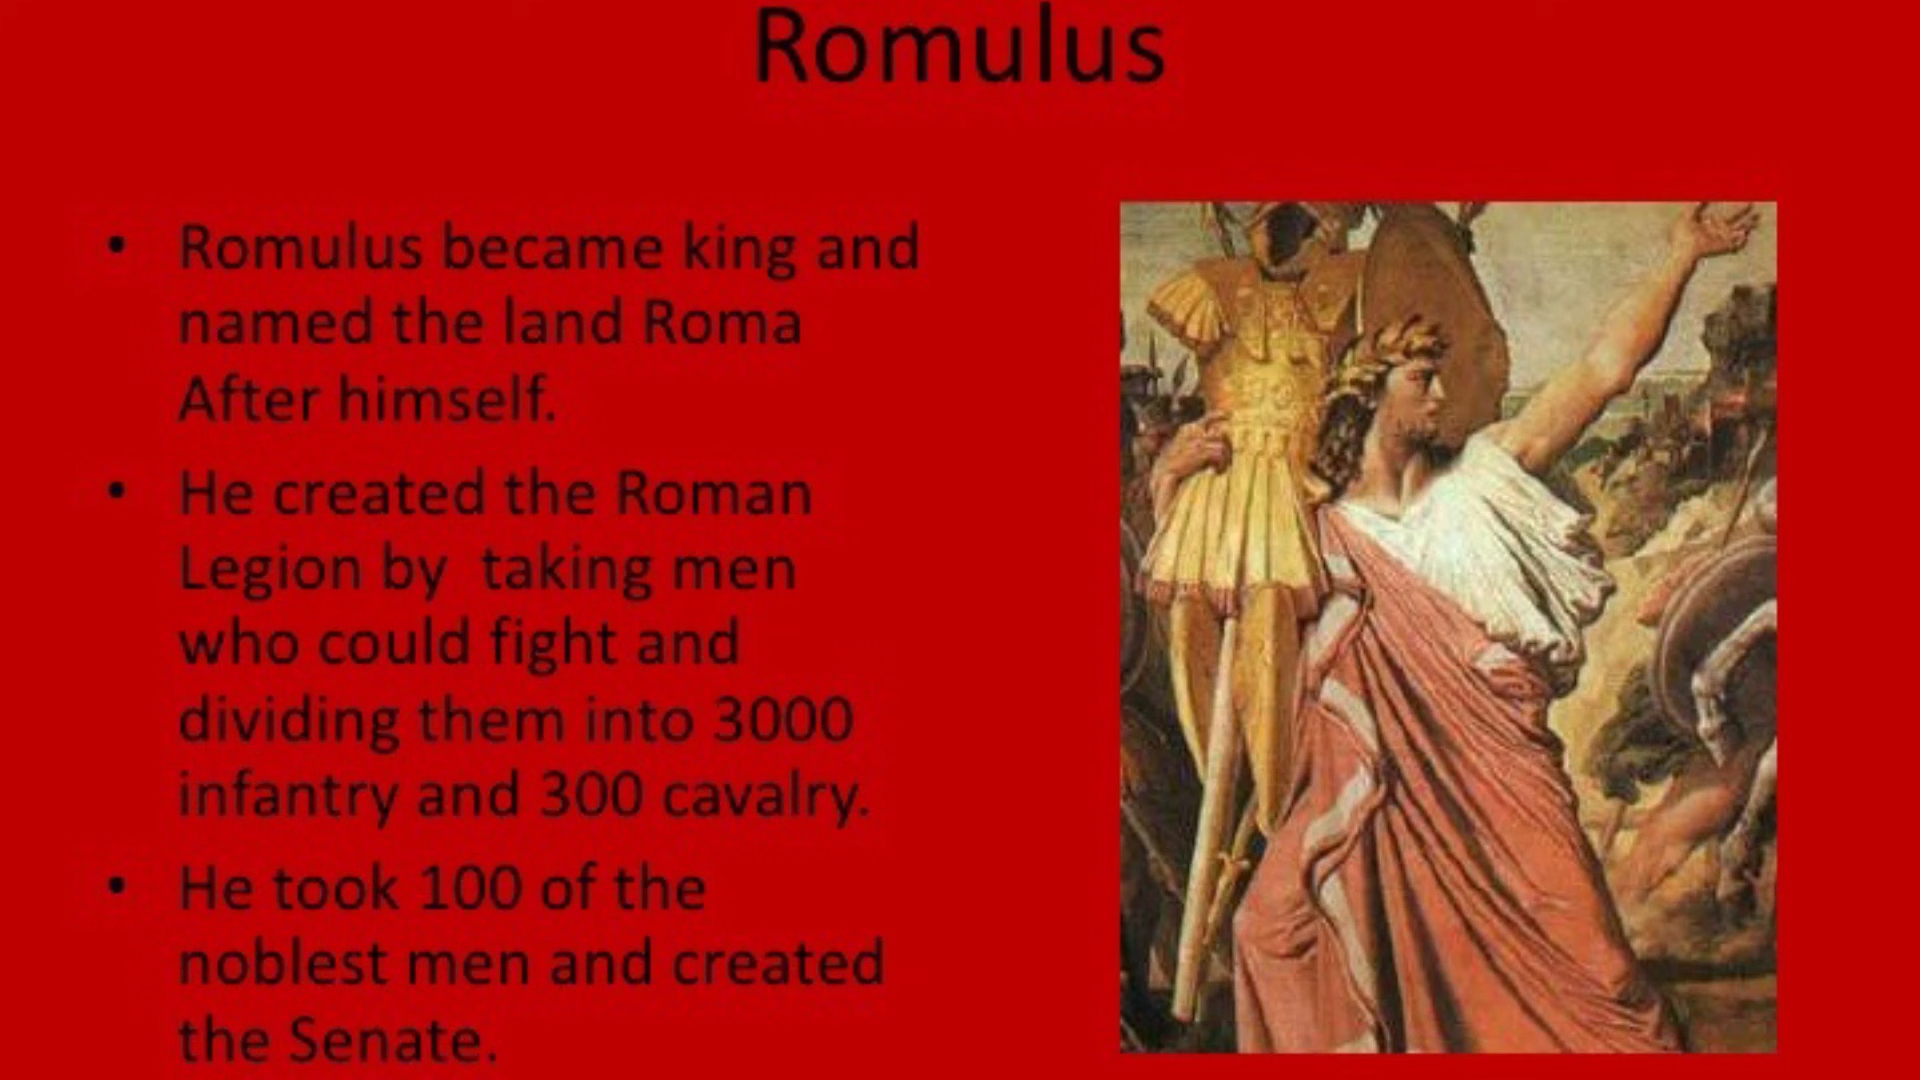 Romulus
• Romulus became king and
named the land Roma
After himself.
• He created the Roman
Legion by  taking men
who could fight and
dividing them into 3000
infantry and 300 cavalry.
• He took 100 of the
noblest men and created
the Senate.